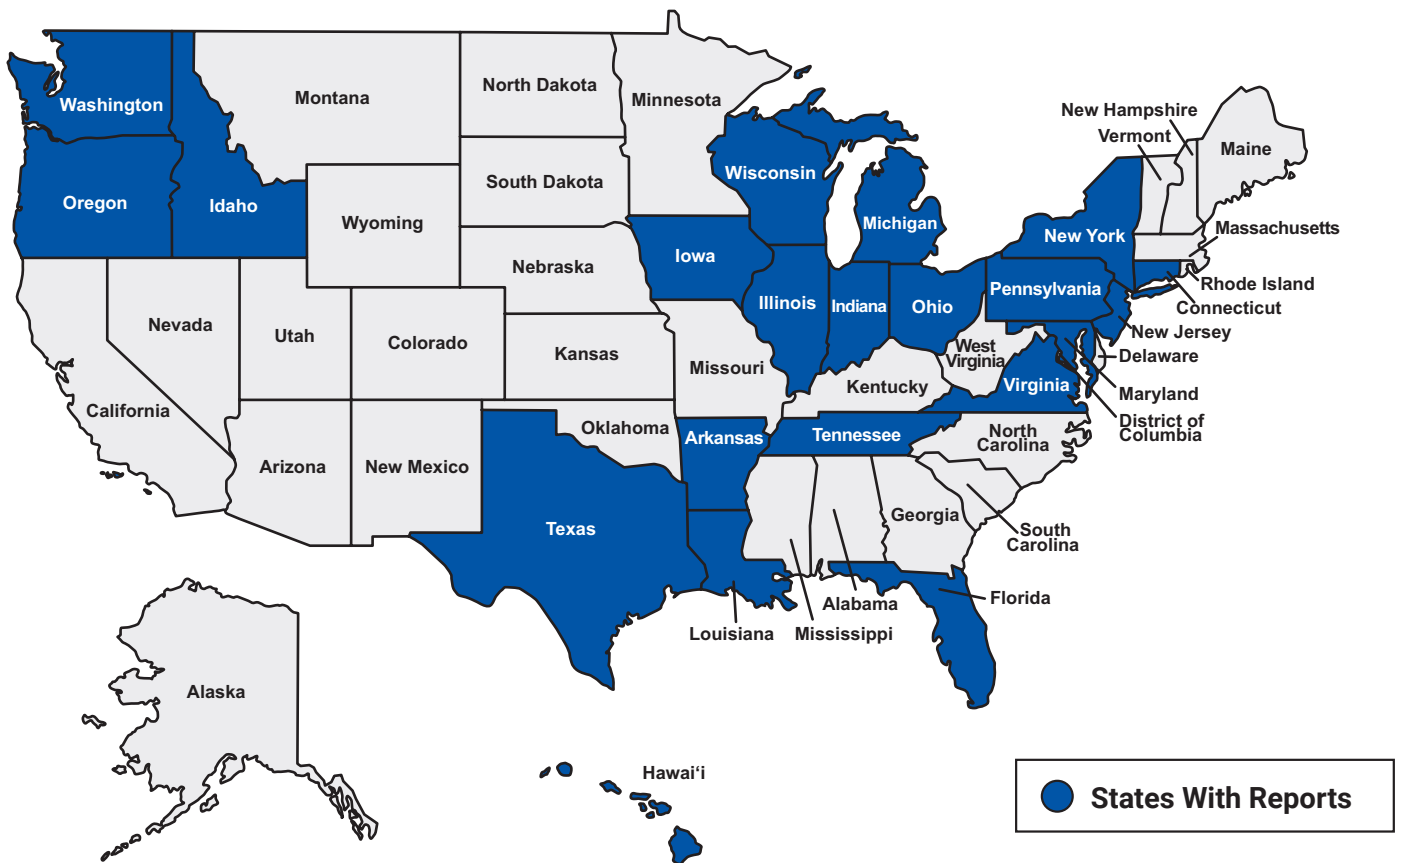 Washington
Montana
North Dakota
Minnesota
New Hampshire
Vermont
Maine
Oregon
Idaho
Wyoming
South Dakota
Wisconsin
Michigan
New York
Massachusetts
Nebraska
Iowa
Illinois
Indiana
Ohio
Pennsylvania
Rhode Island
Connecticut
New Jersey
Nevada
Utah
Colorado
Kansas
Missouri
West
Virginia
Delaware
California
Kentucky
Virginia
Maryland
District of
Columbia
Arizona
New Mexico
Oklahoma
Arkansas
Tennessee
North
Carolina
Texas
Georgia
South
Carolina
Louisiana
Mississippi
Alabama
Florida
Alaska
Hawaiʻi
States With Reports